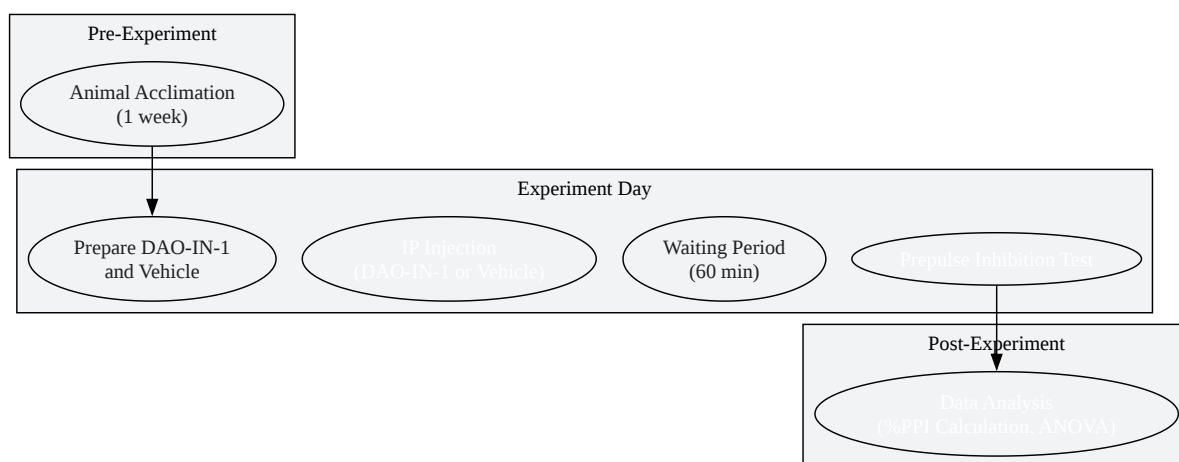 Pre-Experiment
Animal Acclimation
(1 week)
Experiment Day
Prepare DAO-IN-1
and Vehicle
IP Injection
(DAO-IN-1 or Vehicle)
Waiting Period
(60 min)
Prepulse Inhibition Test
Post-Experiment
Data Analysis
(%PPI Calculation, ANOVA)